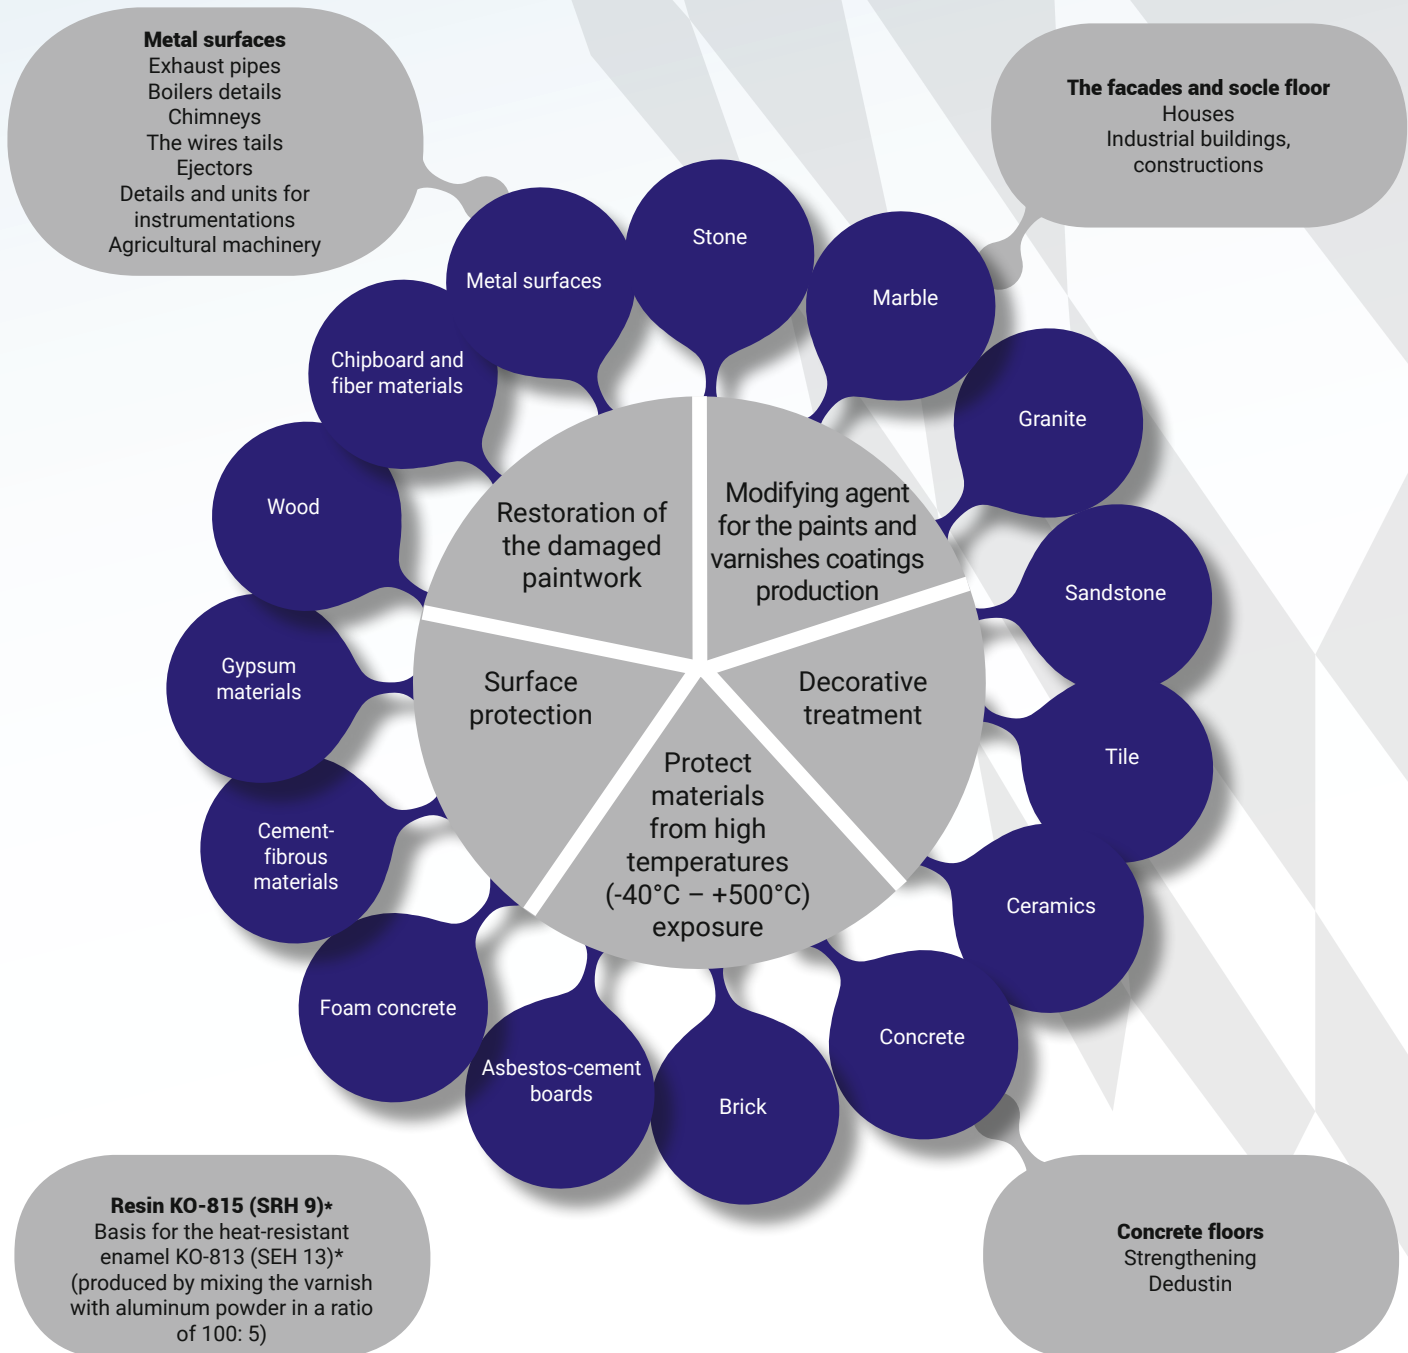 Metal surfaces
Exhaust pipes
Boilers details
Chimneys
The wires tails
Ejectors
Details and units for
instrumentations
Agricultural machinery
The facades and socle floor
Houses
Industrial buildings,
constructions
Stone
Marble
Granite
Sandstone
Tile
Ceramics
Concrete
Brick
Asbestos-cement
boards
Foam concrete
Cement-
fibrous
materials
Gypsum
materials
Wood
Chipboard and
fiber materials
Metal surfaces
Restoration of
the damaged
paintwork
Modifying agent
for the paints and
varnishes coatings
production
Surface
protection
Decorative
treatment
Protect
materials
from high
temperatures
(-40°C – +500°C)
exposure
Resin KO-815 (SRH 9)*
Basis for the heat-resistant
enamel KO-813 (SEH 13)*
(produced by mixing the varnish
with aluminum powder in a ratio
of 100: 5)
Concrete floors
Strengthening
Dedustin